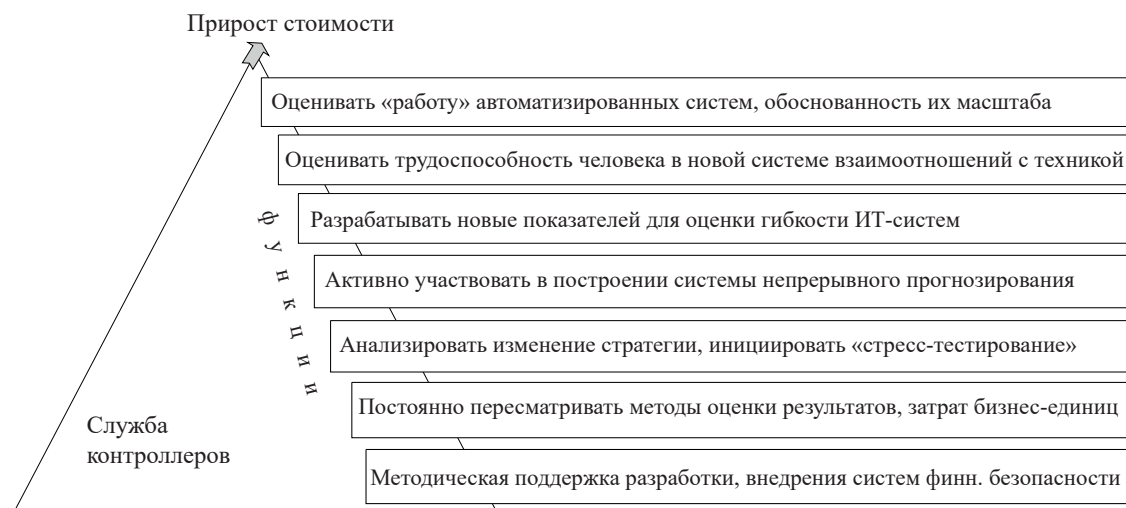 Прирост стоимости
Оценивать «работу» автоматизированных систем, обоснованность их масштаба
Оценивать трудоспособность человека в новой системе взаимоотношений с техникой
Разрабатывать новые показателей для оценки гибкости ИТ-систем
Активно участвовать в построении системы непрерывного прогнозирования
Анализировать изменение стратегии, инициировать «стресс-тестирование»
Постоянно пересматривать методы оценки результатов, затрат бизнес-единиц
Методическая поддержка разработки, внедрения систем финн. безопасности
функции
Служба
контроллеров